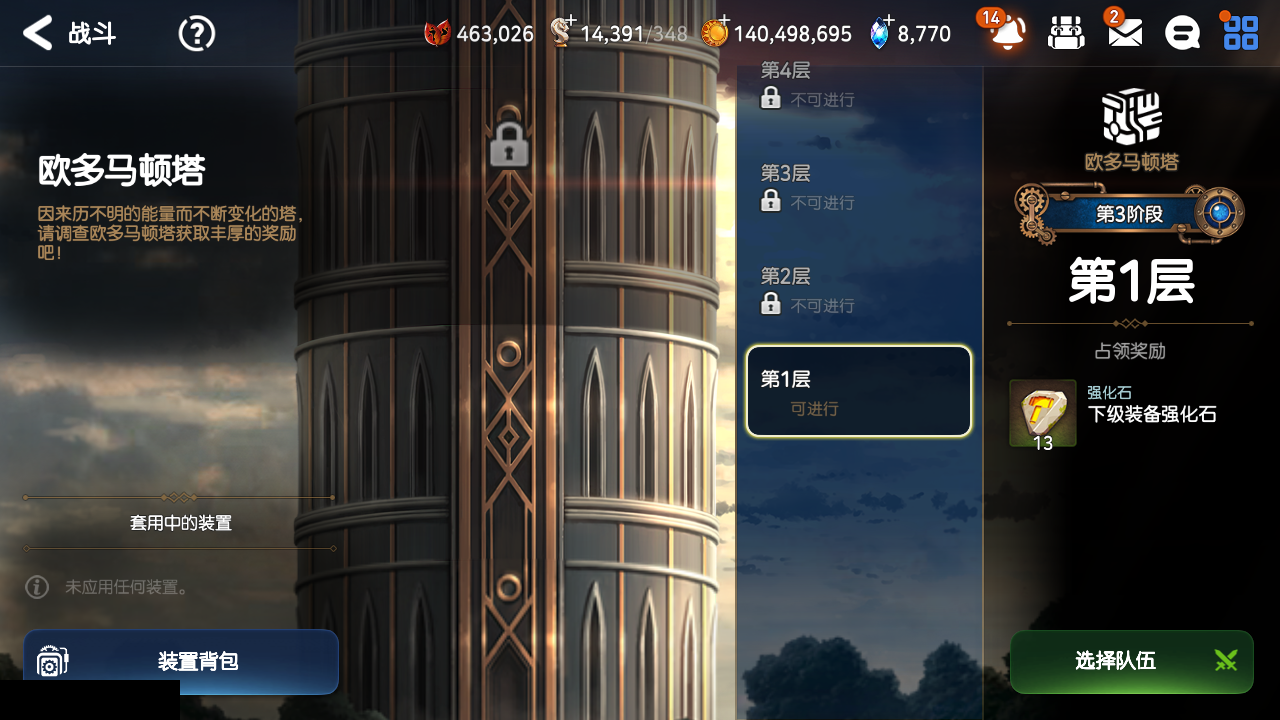 战斗
463,026
14,391/348
140,498,695
8,770
14
2
欧多马顿塔
因来历不明的能量而不断变化的塔，
请调查欧多马顿塔获取丰厚的奖励
吧！
套用中的装置
未应用任何装置。
装置背包
第4层
不可进行
第3层
不可进行
第2层
不可进行
第1层
可进行
欧多马顿塔
第3阶段
第1层
占领奖励
强化石
下级装备强化石
13
选择队伍